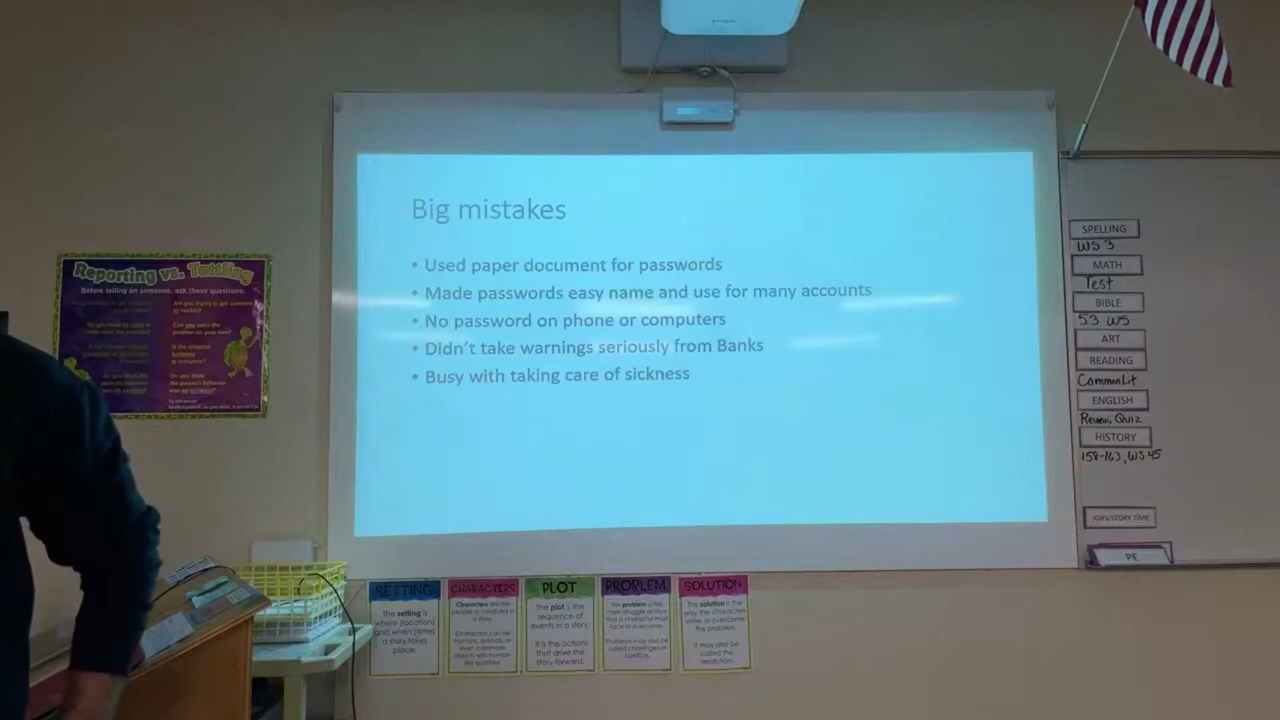 Big mistakes
• Used paper document for passwords
• Made passwords easy name and use for many accounts
• No password on phone or computers
• Didn't take warnings seriously from Banks
• Busy with taking care of sickness
Reporting vs. Tattling
Before telling on someone, ask these questions:
SPELLING
WS 3
MATH
Test
BIBLE
5.3 WS
ART
READING
CommonLit
ENGLISH
Review, Quiz
HISTORY
158-163, WS 45
JOBS/STORY TIME
PE
SETTING
The setting is
where (location)
and when (time)
a story takes
place.
CHARACTERS
Characters are the
people or creatures in
a story.
Characters can be
humans, animals, or
even inanimate
objects with human-
like qualities!
PLOT
The plot is the
sequence of
events in a story.
It is the actions
that drive the
story forward.
PROBLEM
The problem is the
main struggle or issue
that a character must
face or overcome.
Problems may also be
called challenges or
conflicts.
SOLUTION
The solution is the
way the characters
solves or overcome
the problem.
It may also be
called the
resolution.